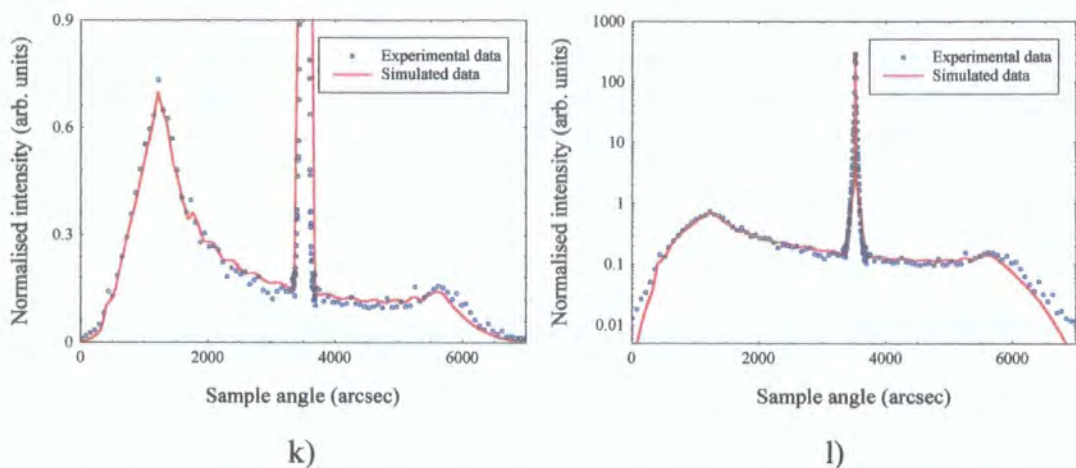 0.9
0.6
0.3
0
Normalised intensity (arb. units)
Experimental data
Simulated data
0
2000
4000
6000
Sample angle (arcsec)
k)
1000
100
10
1
0.1
0.01
Normalised intensity (arb. units)
Experimental data
Simulated data
0
2000
4000
6000
Sample angle (arcsec)
l)